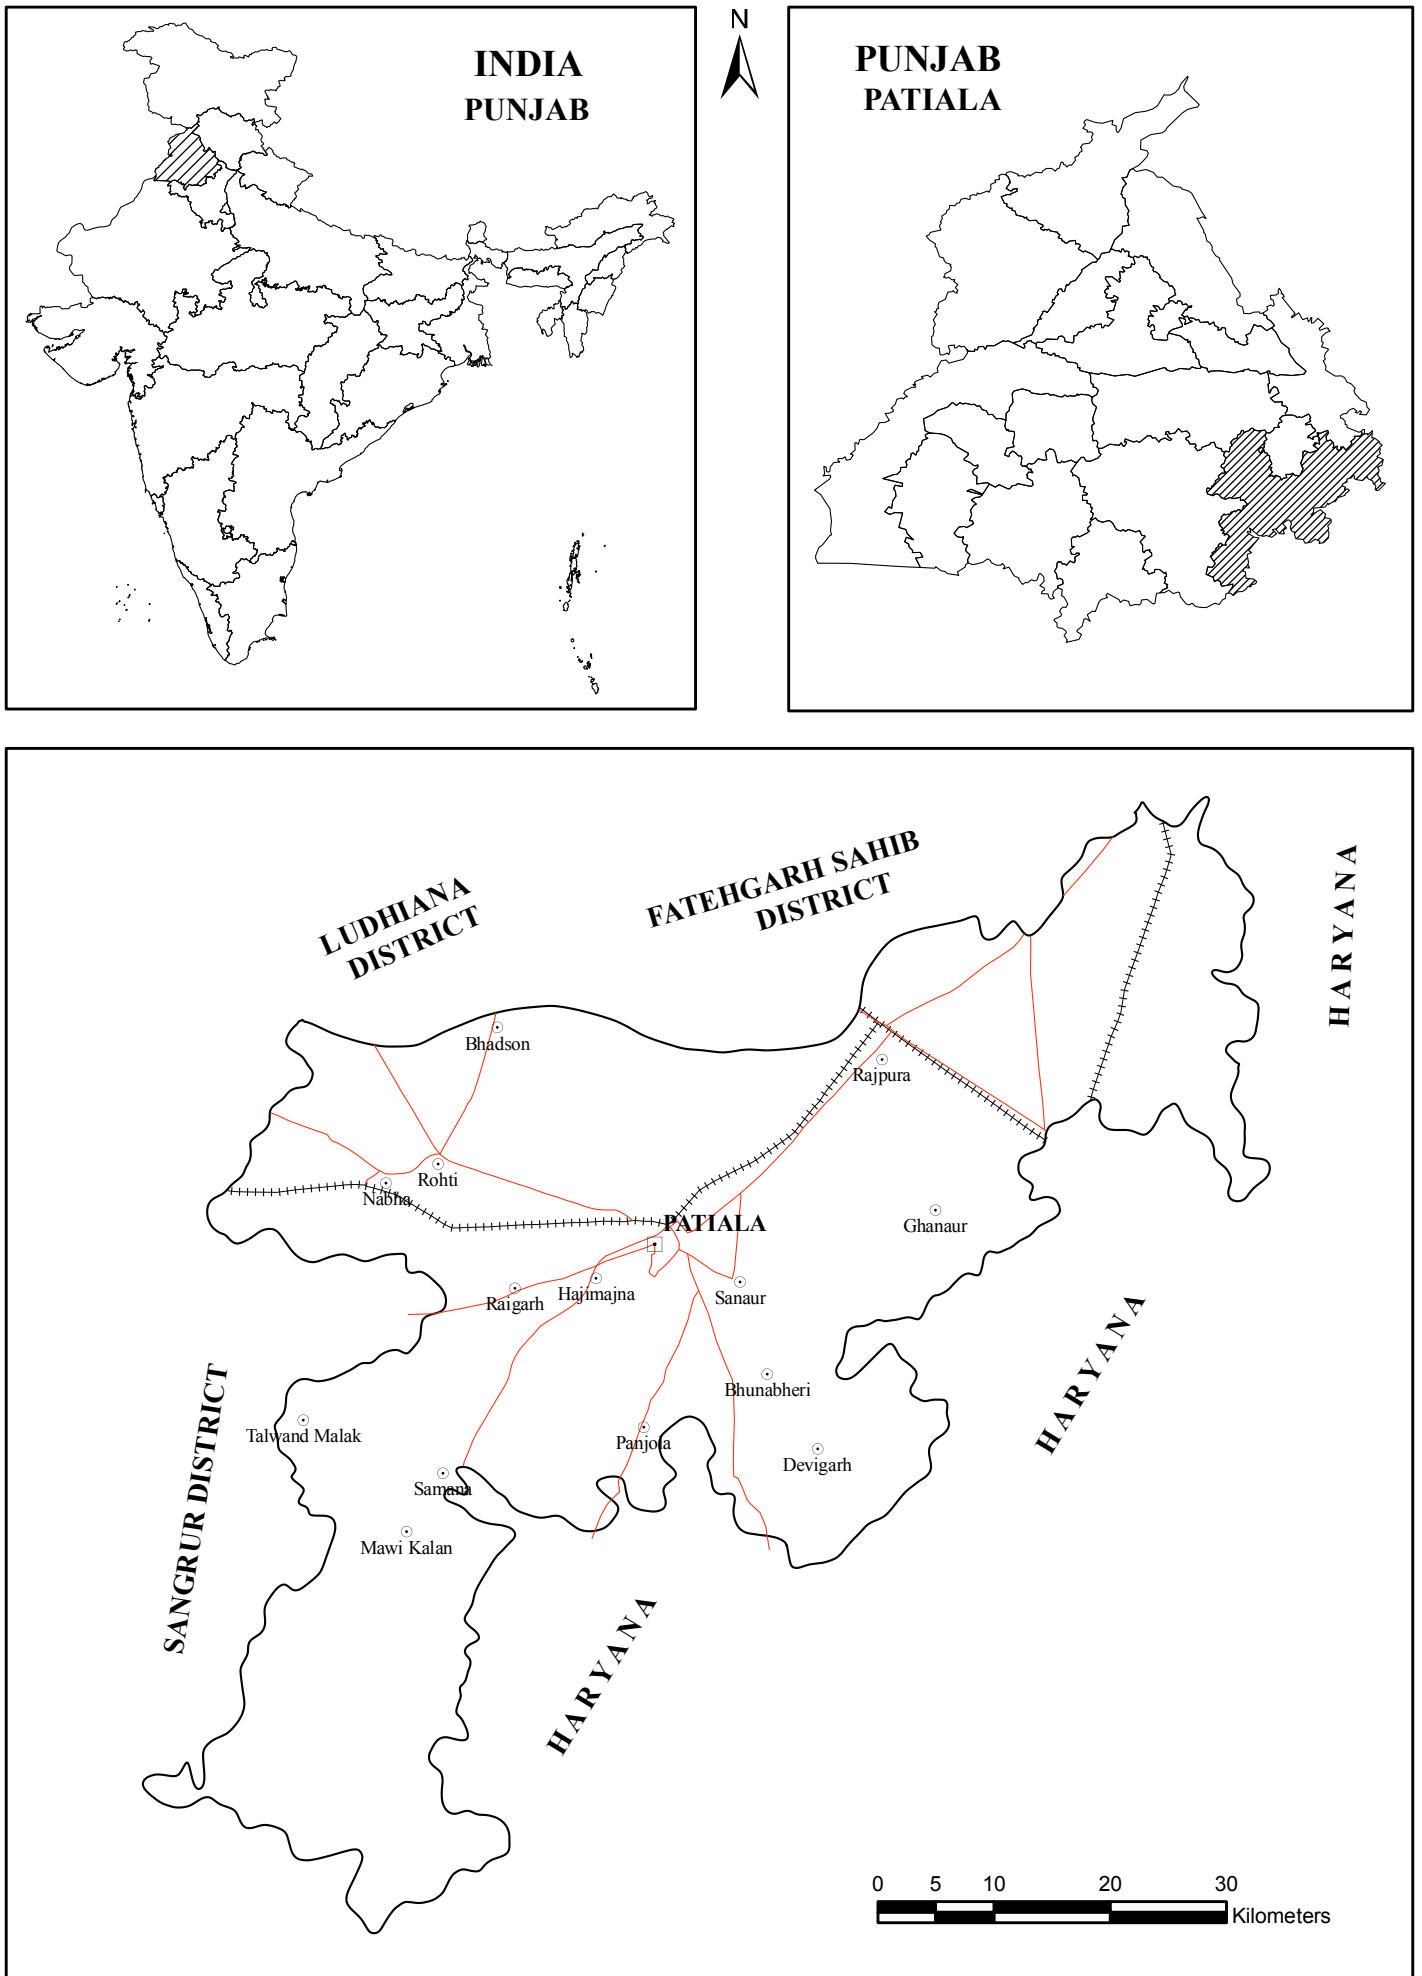 INDIA
PUNJAB
N
PUNJAB
PATIALA
LUDHIANA
DISTRICT
FATEHGARH SAHIB
DISTRICT
HARYANA
Bhadson
Rajpura
Rohti
Nabha
PATIALA
Ghanaur
Raigarh
Hajimajna
Sanaur
HARYANA
Bhunabheri
SANGRUR DISTRICT
Talwand Malak
Panjola
Devigarh
Samana
Mawi Kalan
HARYANA
0 5 10 20 30
Kilometers